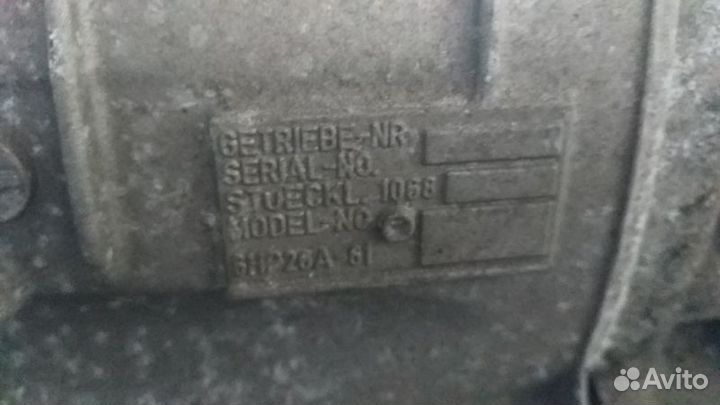 GETRIEBE-NR.
SERIAL-NO.
STUECKL. 1068
MODEL-NO.
6HP26A 61
Avito